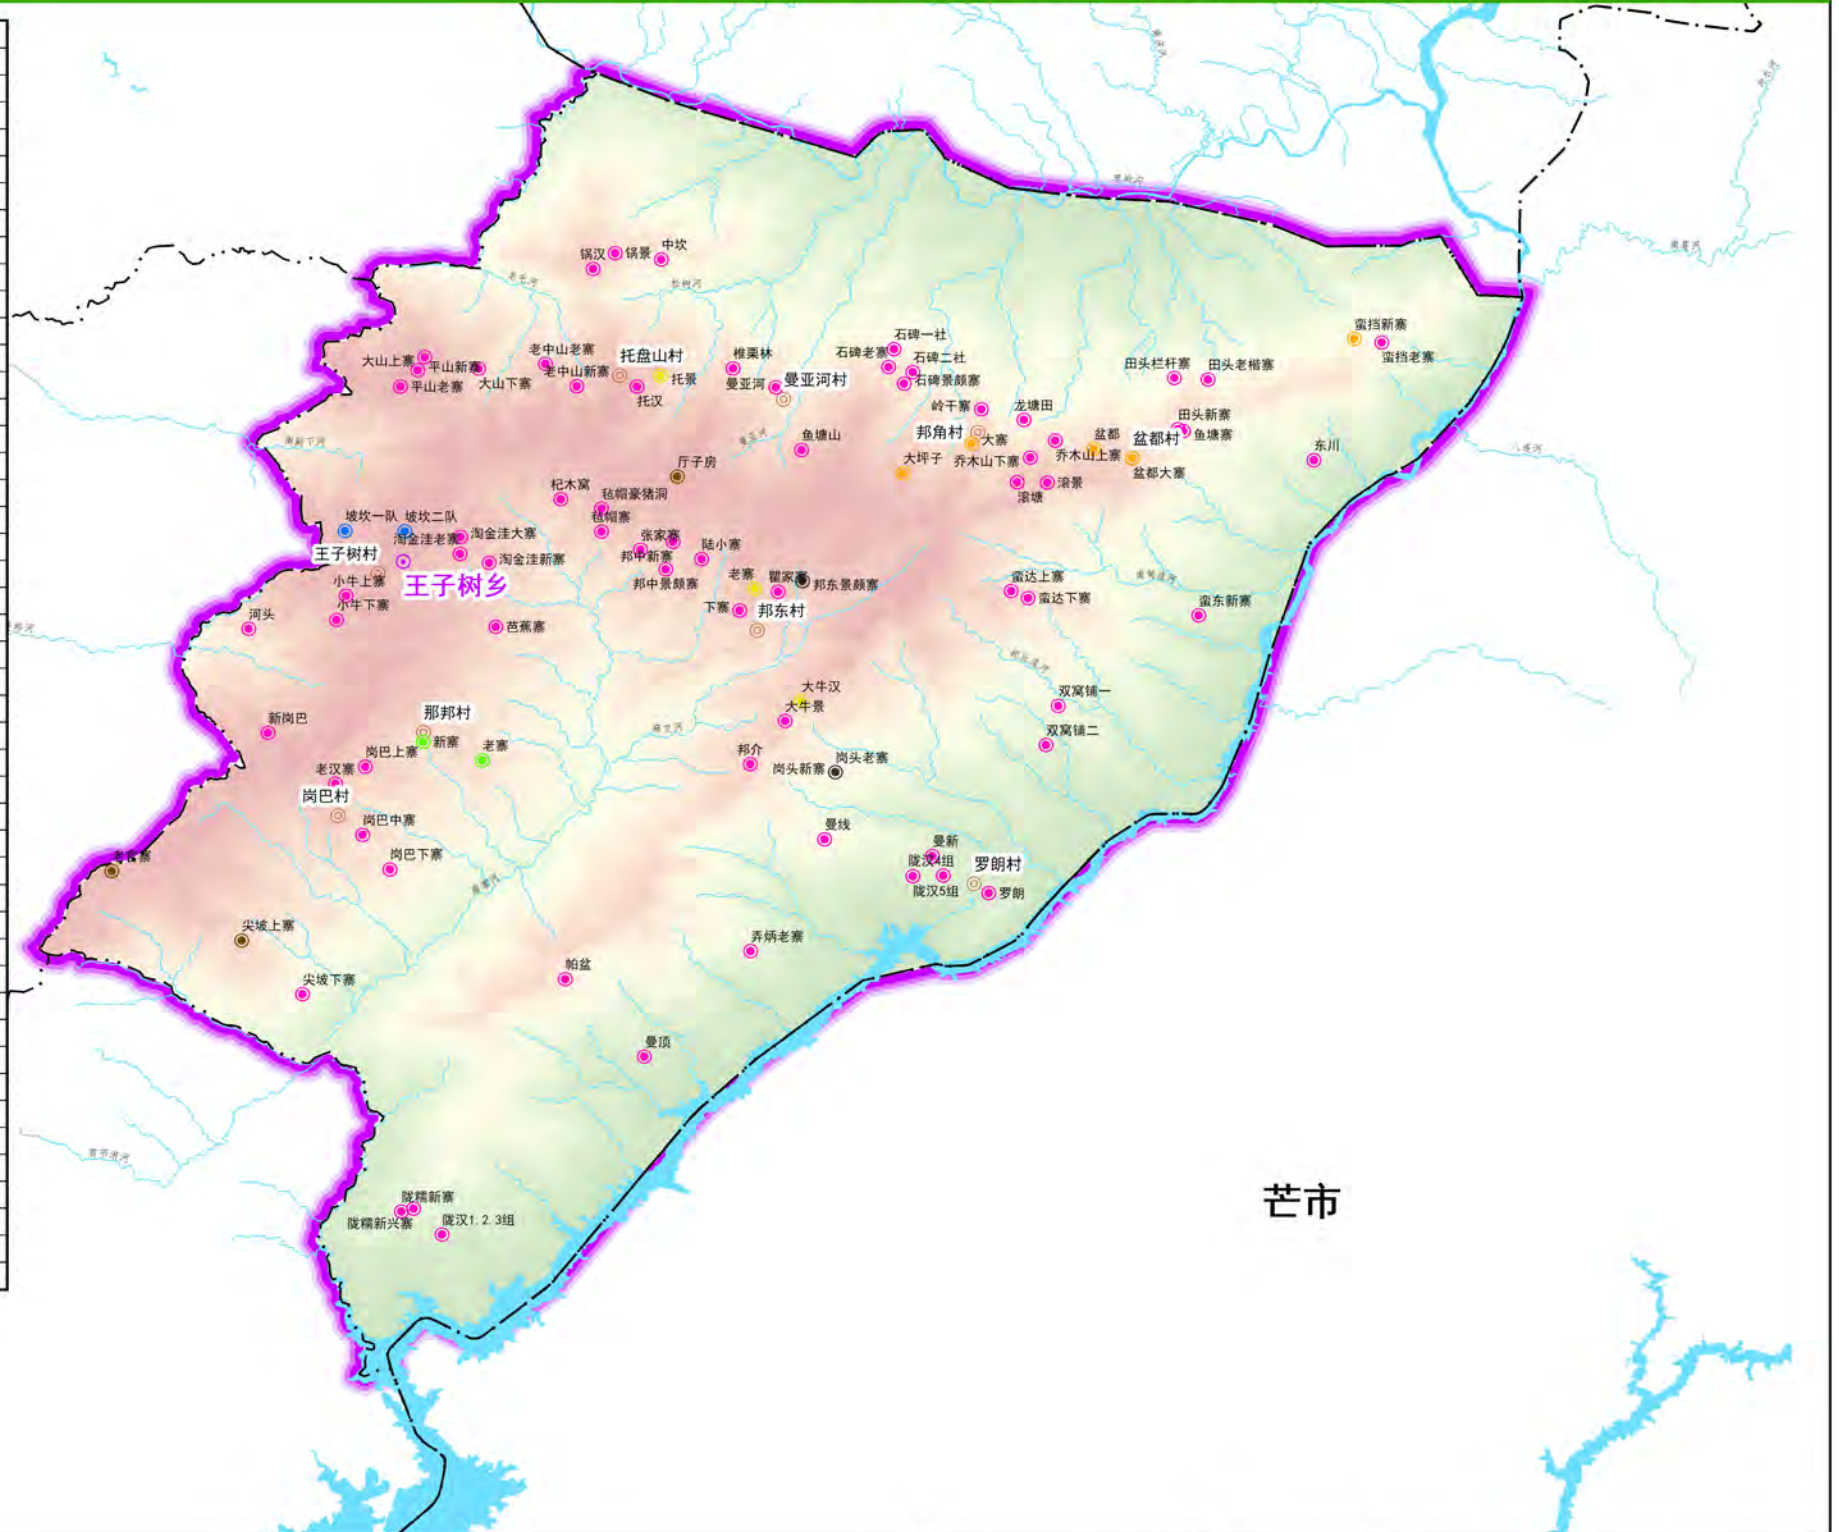 中坎
锅汉
锅景
石碑一社
蛮挡新寨
老中山老寨
托盘山村
椎栗林
石碑老寨
石碑二社
蛮挡老寨
大山上寨
平山新寨
田头栏杆寨
田头老楷寨
大山下寨
老中山新寨
托景
曼亚河
曼亚河村
石碑景颇寨
平山老寨
托汉
岭干寨
龙塘田
田头新寨
邦角村
大寨
盆都
盆都村
鱼塘寨
鱼塘山
东川
乔木山上寨
大坪子
乔木山下寨
厅子房
盆都大寨
杞木窝
毡帽豪猪洞
滚塘
滚景
坡坎一队
坡坎二队
毡帽寨
淘金洼老寨
淘金洼大寨
张家寨
王子树村
邦中新寨
陆小寨
淘金洼新寨
小牛上寨
王子树乡
邦中景颇寨
老寨
瞿家寨
邦东景颇寨
蛮达上寨
南甸洼河
蛮达下寨
小牛下寨
河头
下寨
邦东村
蛮东新寨
芭蕉寨
大牛汉
双窝铺一
大牛景
新岗巴
那邦村
双窝铺二
新寨
老寨
岗巴上寨
邦介
岗头老寨
老汉寨
岗头新寨
岗巴村
岗巴中寨
曼线
曼新
岗巴下寨
陇汉4组
罗朗村
陇汉5组
罗朗
尖坡上寨
弄炳老寨
帕盆
尖坡下寨
曼顶
陇糯新寨
芒市
陇糯新兴寨
陇汉1.2.3组